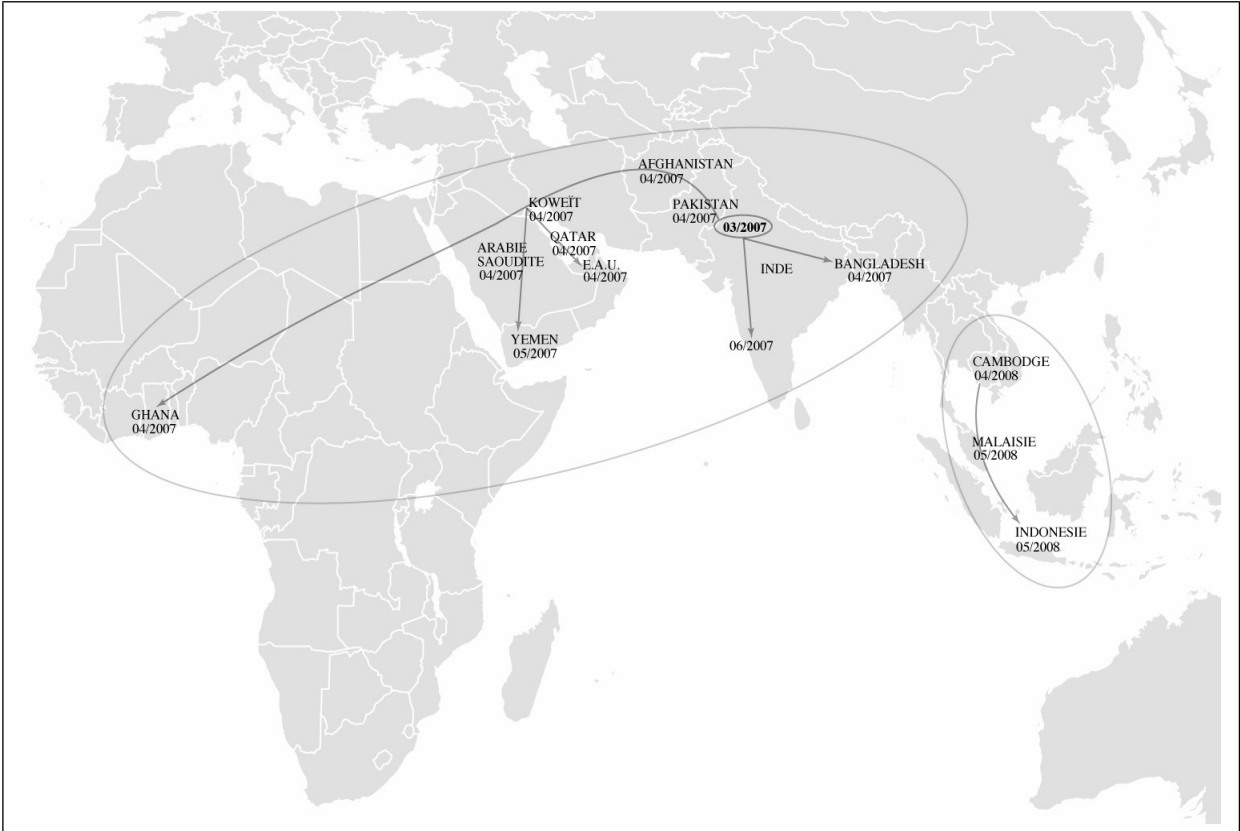 AFGHANISTAN
04/2007
PAKISTAN
04/2007
03/2007
KOWEÏT
04/2007
QATAR
04/2007
ARABIE
SAOUDITE
04/2007
E.A.U.
04/2007
INDE
BANGLADESH
04/2007
YEMEN
05/2007
06/2007
GHANA
04/2007
CAMBODGE
04/2008
MALAISIE
05/2008
INDONESIE
05/2008